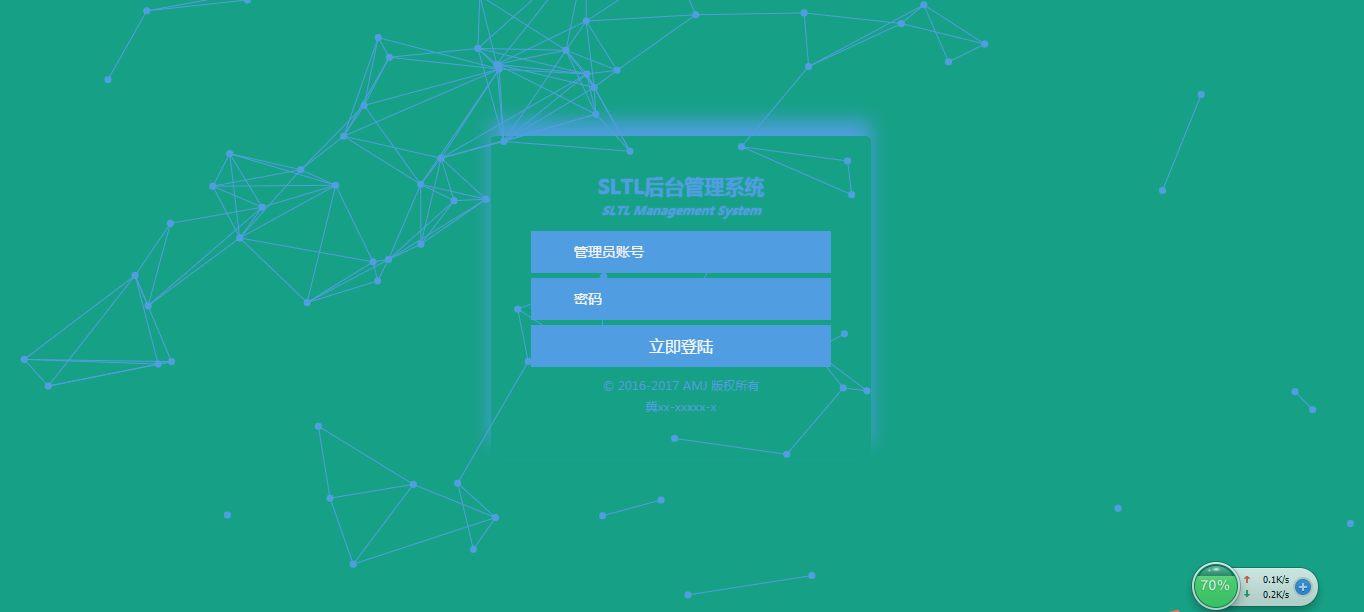 SLTL后台管理系统
SLTL Management System
管理员账号
密码
立即登陆
© 2016-2017 AMJ 版权所有
黄xx-xxxxx-x
70%
0.1K/s
0.2K/s